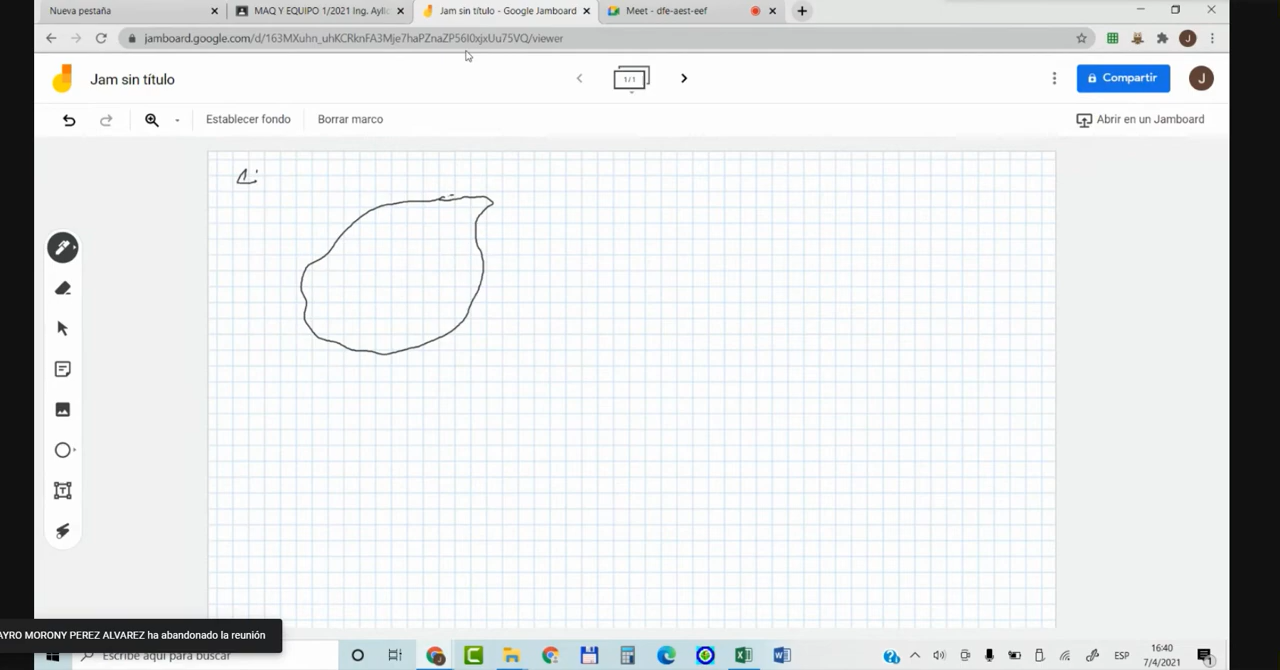 Nueva pestaña
MAQ Y EQUIPO 1/2021 Ing. Aylic
Jam sin título - Google Jamboard
Meet - dfe-aest-eef
jamboard.google.com/d/163MXuhn_uhKCRknFA3Mje7haPZnaZP56I0xjxUu75VQ/viewer
J
Jam sin título
1/1
Compartir
J
Establecer fondo
Borrar marco
Abrir en un Jamboard
AYRO MORONY PEREZ ALVAREZ ha abandonado la reunión
Escribe aquí para buscar
ESP
16:40
7/4/2021